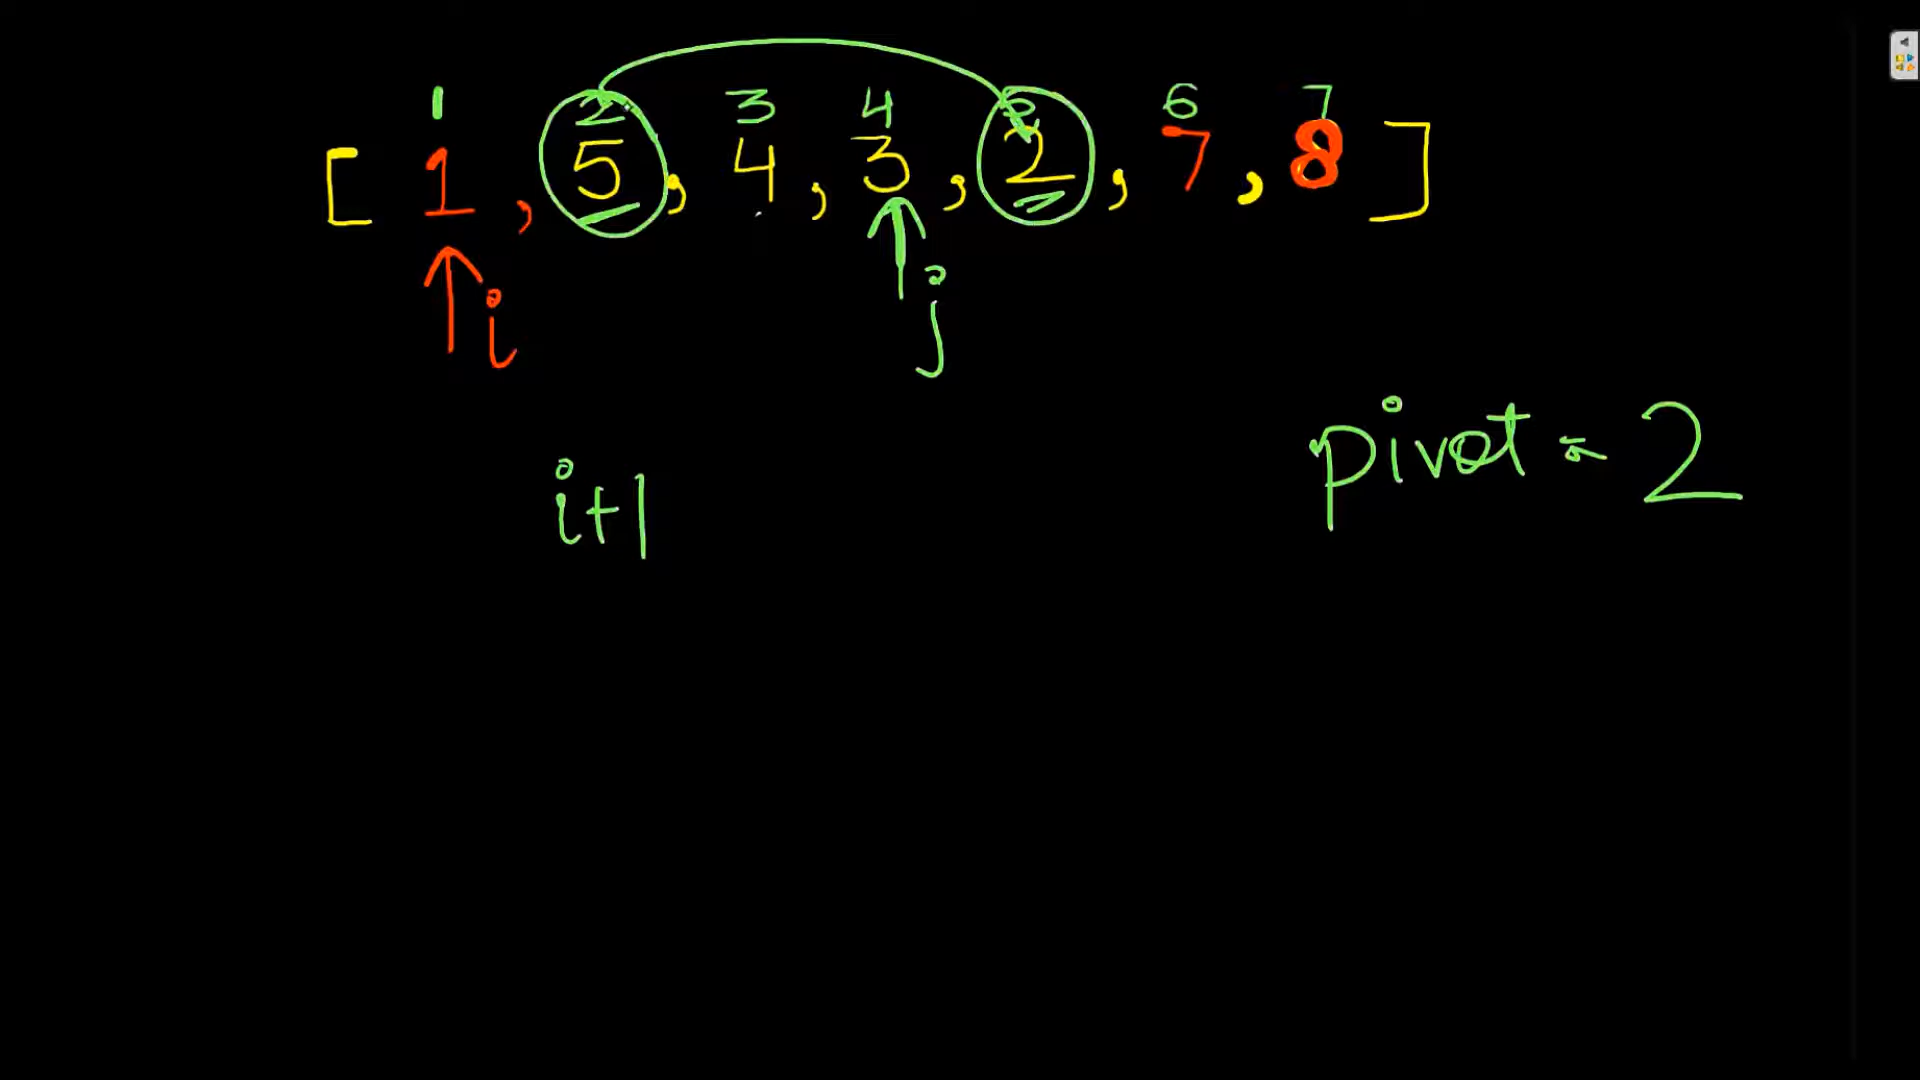 1 2 3 4 5 6 7
[ 1 , 5 , 4 , 3 , 2 , 7 , 8 ]
i j
pivot = 2
i+1